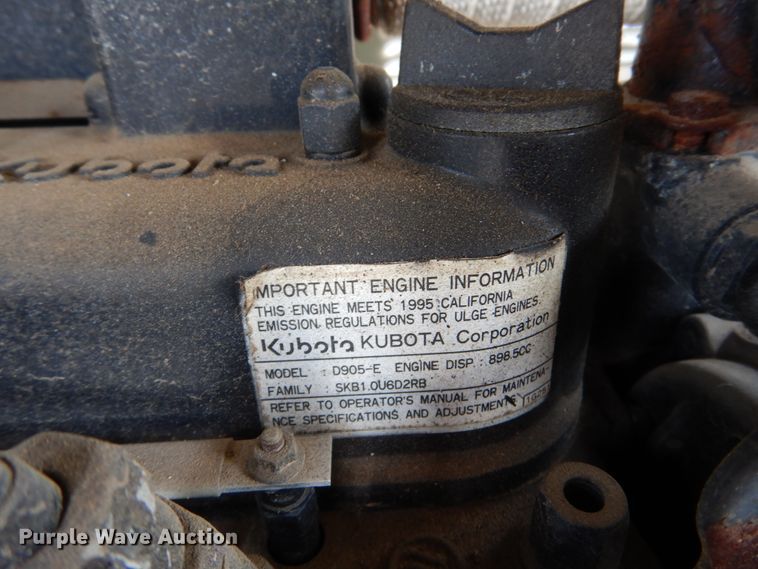 Kubota
IMPORTANT ENGINE INFORMATION
THIS ENGINE MEETS 1995 CALIFORNIA
EMISSION REGULATIONS FOR ULGE ENGINES.
Kubota KUBOTA Corporation
MODEL : D905-E ENGINE DISP : 898.5CC
FAMILY : SKB1.0U6D2RB
REFER TO OPERATOR'S MANUAL FOR MAINTENA-
NCE SPECIFICATIONS AND ADJUSTMENTS
Purple Wave Auction